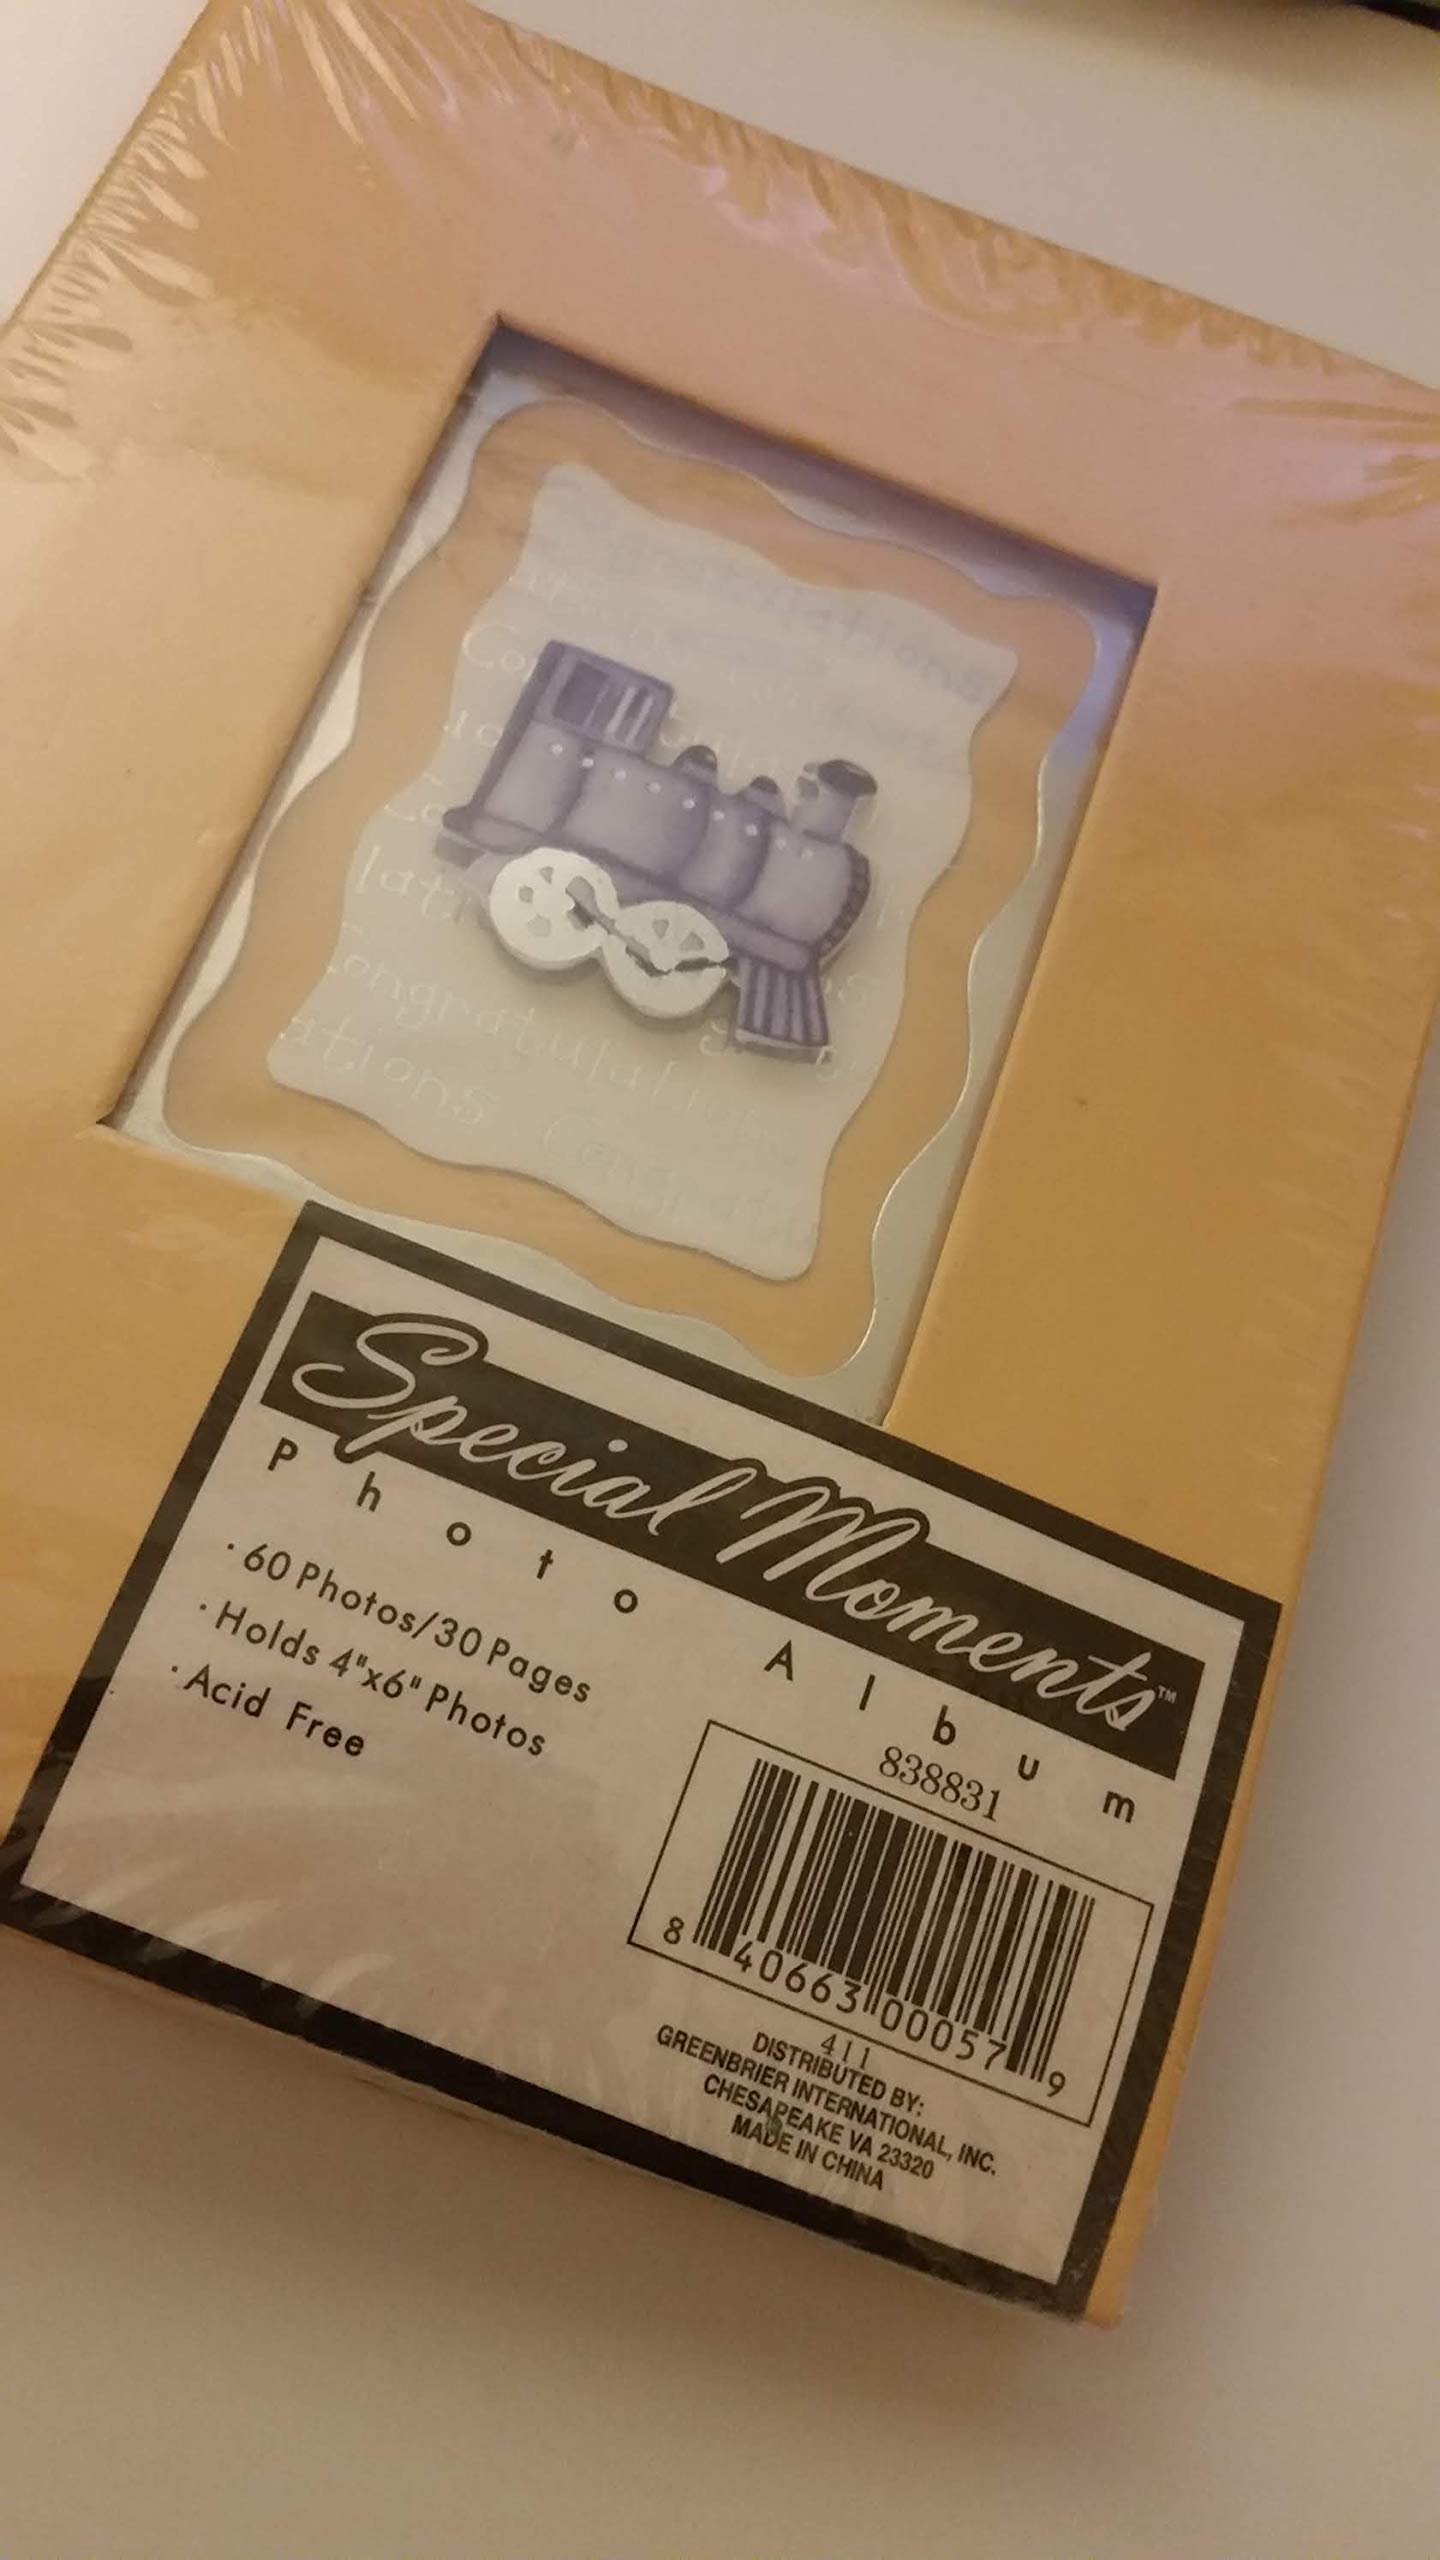 Congratulations
ations Congrat
Special Moments™
Photo Album
· 60 Photos/30 Pages
· Holds 4"x6" Photos
· Acid Free
838831
8 40663 00057 9
411
DISTRIBUTED BY:
GREENBRIER INTERNATIONAL, INC.
CHESAPEAKE VA 23320
MADE IN CHINA